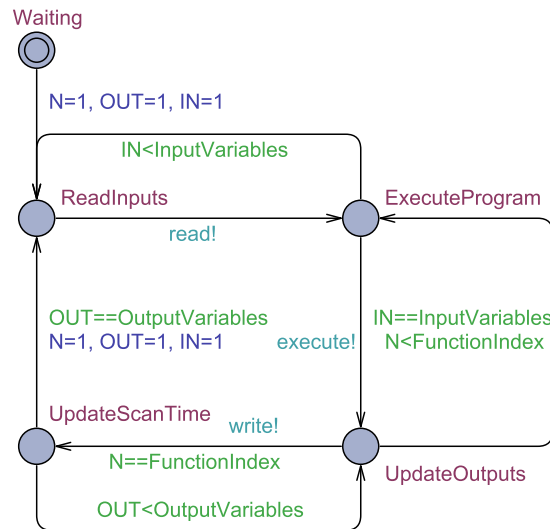 Waiting
N=1, OUT=1, IN=1
IN<InputVariables
ReadInputs
ExecuteProgram
read!
OUT==OutputVariables
N=1, OUT=1, IN=1
execute!
IN==InputVariables
N<FunctionIndex
UpdateScanTime
write!
N==FunctionIndex
UpdateOutputs
OUT<OutputVariables